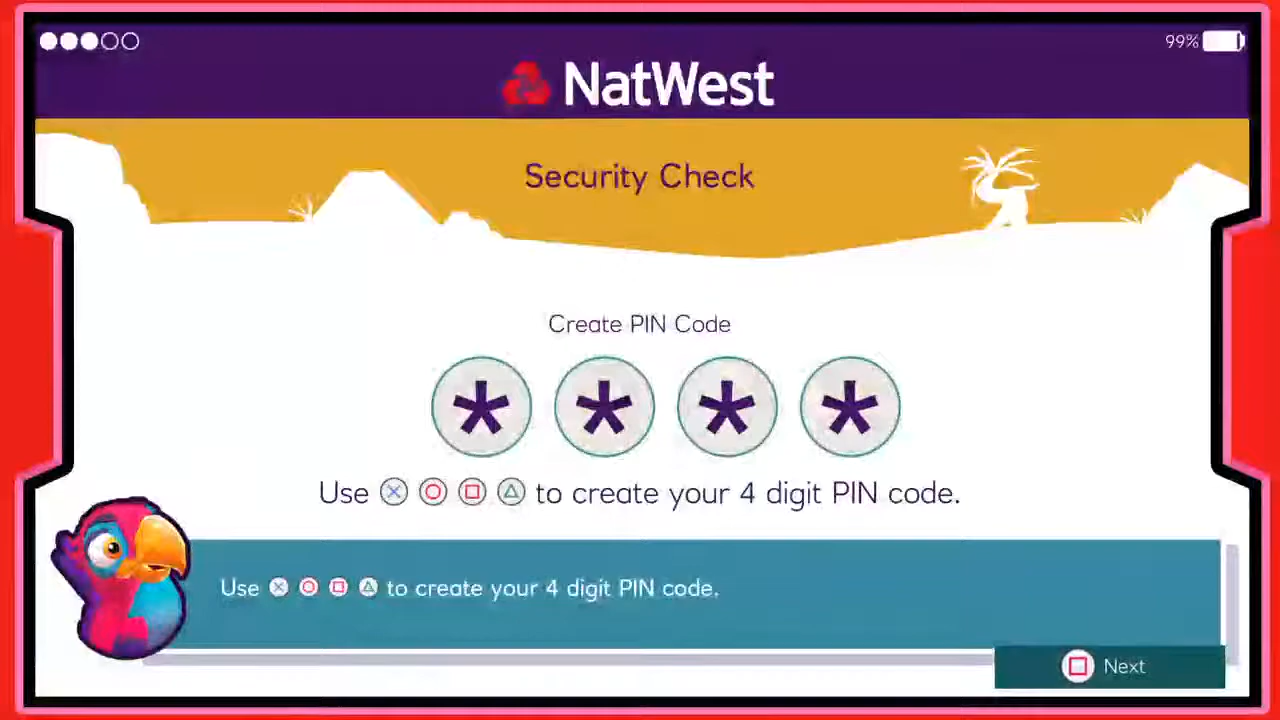 99%
NatWest
Security Check
Create PIN Code
* * * *
Use to create your 4 digit PIN code.
Use to create your 4 digit PIN code.
Next